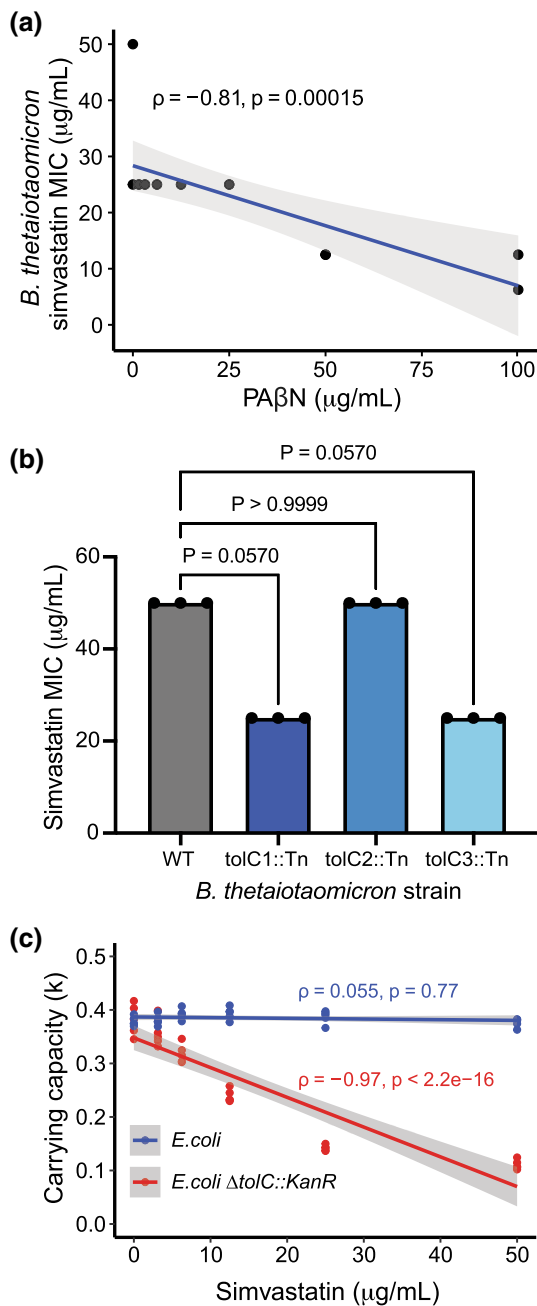 (a)
B. thetaiotaomicron
simvastatin MIC (μg/mL)
50
40
30
20
10
0
ρ = −0.81, p = 0.00015
0 25 50 75 100
PAβN (μg/mL)
(b)
P = 0.0570
P > 0.9999
P = 0.0570
Simvastatin MIC (μg/mL)
60
40
20
0
WT tolC1::Tn tolC2::Tn tolC3::Tn
B. thetaiotaomicron strain
(c)
Carrying capacity (k)
0.5
0.4
0.3
0.2
0.1
0.0
ρ = 0.055, p = 0.77
ρ = −0.97, p < 2.2e−16
E.coli
E.coli ΔtolC::KanR
0 10 20 30 40 50
Simvastatin (μg/mL)